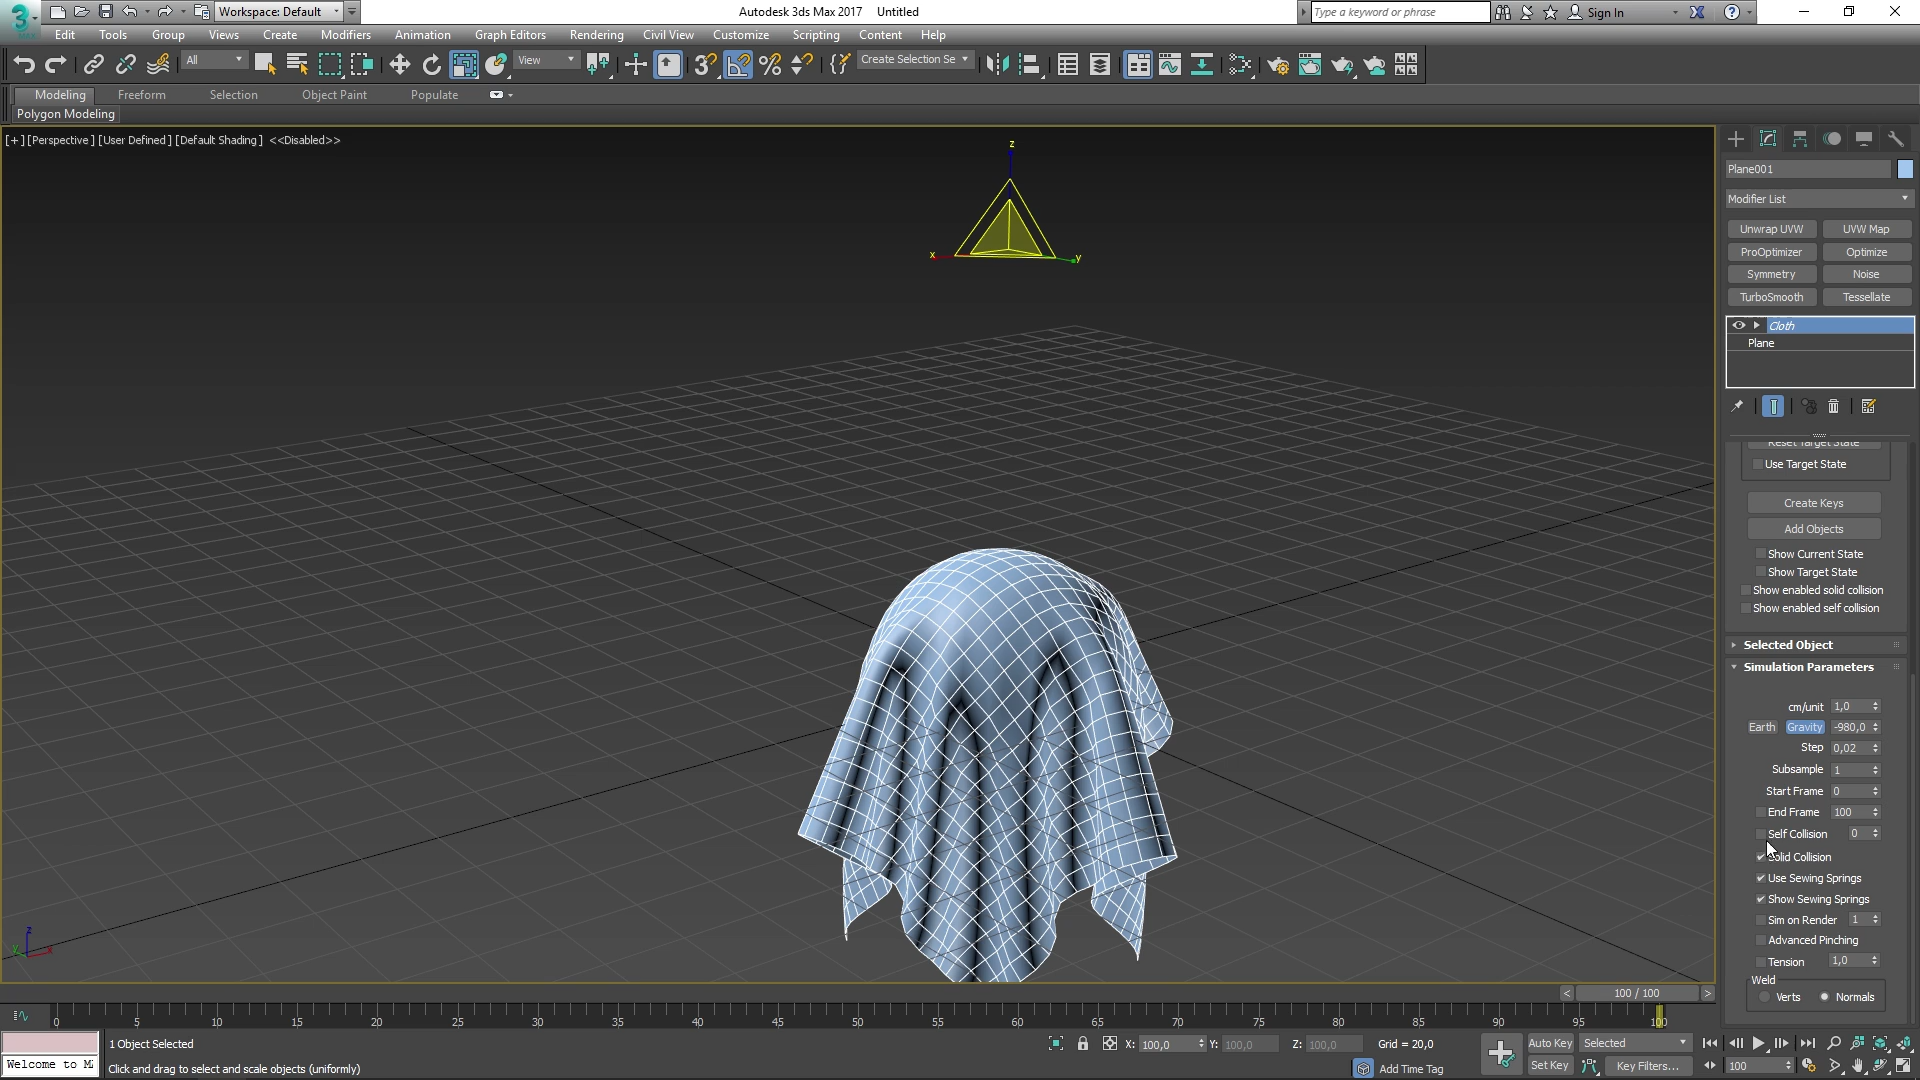 Workspace: Default
Autodesk 3ds Max 2017 Untitled
Type a keyword or phrase
Sign In
Edit Tools Group Views Create Modifiers Animation Graph Editors Rendering Civil View Customize Scripting Content Help
All
View
Create Selection Se
Modeling Freeform Selection Object Paint Populate
Polygon Modeling
[+] [Perspective] [User Defined] [Default Shading] <<Disabled>>
z
x y
z
y x
Plane001
Modifier List
Unwrap UVW UVW Map
ProOptimizer Optimize
Symmetry Noise
TurboSmooth Tessellate
Cloth
Plane
Reset Target State
Use Target State
Create Keys
Add Objects
Show Current State
Show Target State
Show enabled solid collision
Show enabled self collision
Selected Object
Simulation Parameters
cm/unit 1,0
Earth Gravity -980,0
Step 0,02
Subsample 1
Start Frame 0
End Frame 100
Self Collision 0
Solid Collision
Use Sewing Springs
Show Sewing Springs
Sim on Render 1
Advanced Pinching
Tension 1,0
Weld
Verts Normals
< 100 / 100 >
0 5 10 15 20 25 30 35 40 45 50 55 60 65 70 75 80 85 90 95 100
1 Object Selected
X: 100,0 Y: 100,0 Z: 100,0 Grid = 20,0
Auto Key Selected
Welcome to M
Click and drag to select and scale objects (uniformly)
Add Time Tag
Set Key Key Filters... 100